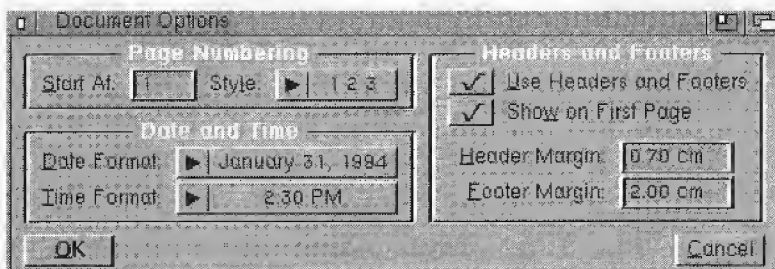 Document Options
Page Numbering
Start At: 1 Style: 1 2 3
Date and Time
Date Format: January 31, 1994
Time Format: 2:30 PM
Headers and Footers
Use Headers and Footers
Show on First Page
Header Margin: 0.70 cm
Footer Margin: 2.00 cm
OK
Cancel